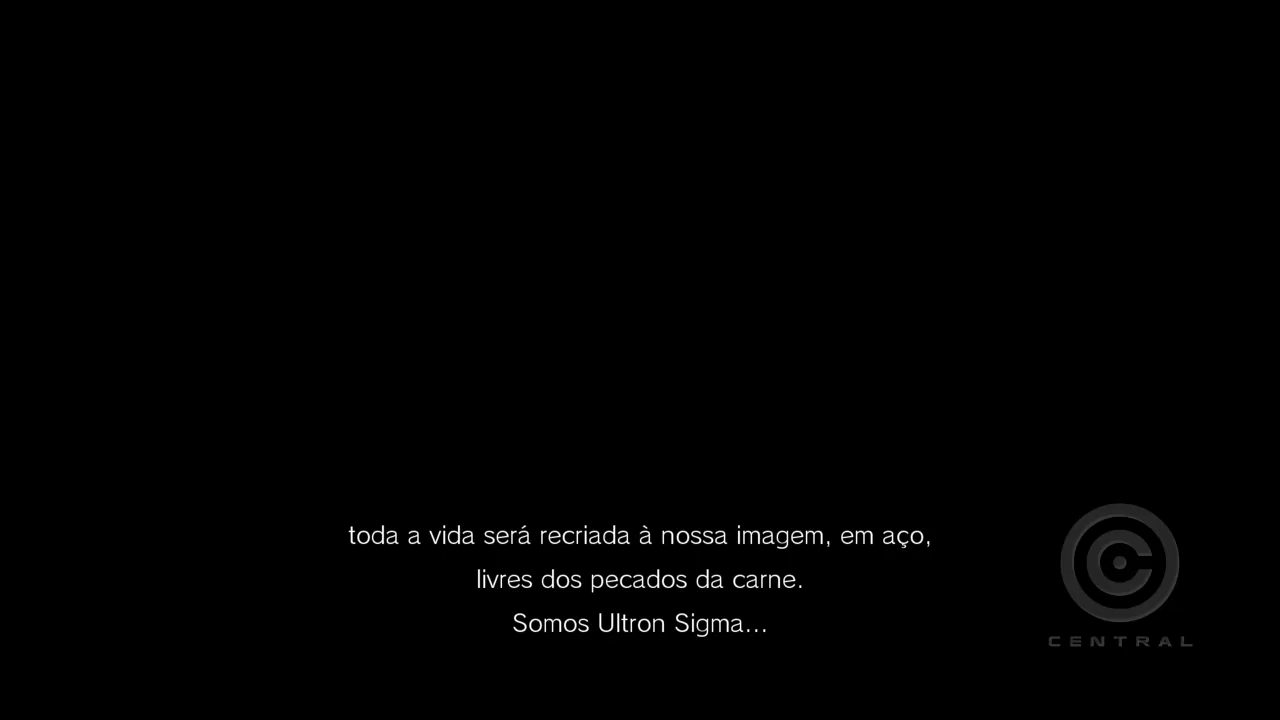 toda a vida será recriada à nossa imagem, em aço,
livres dos pecados da carne.
Somos Ultron Sigma...
CENTRAL